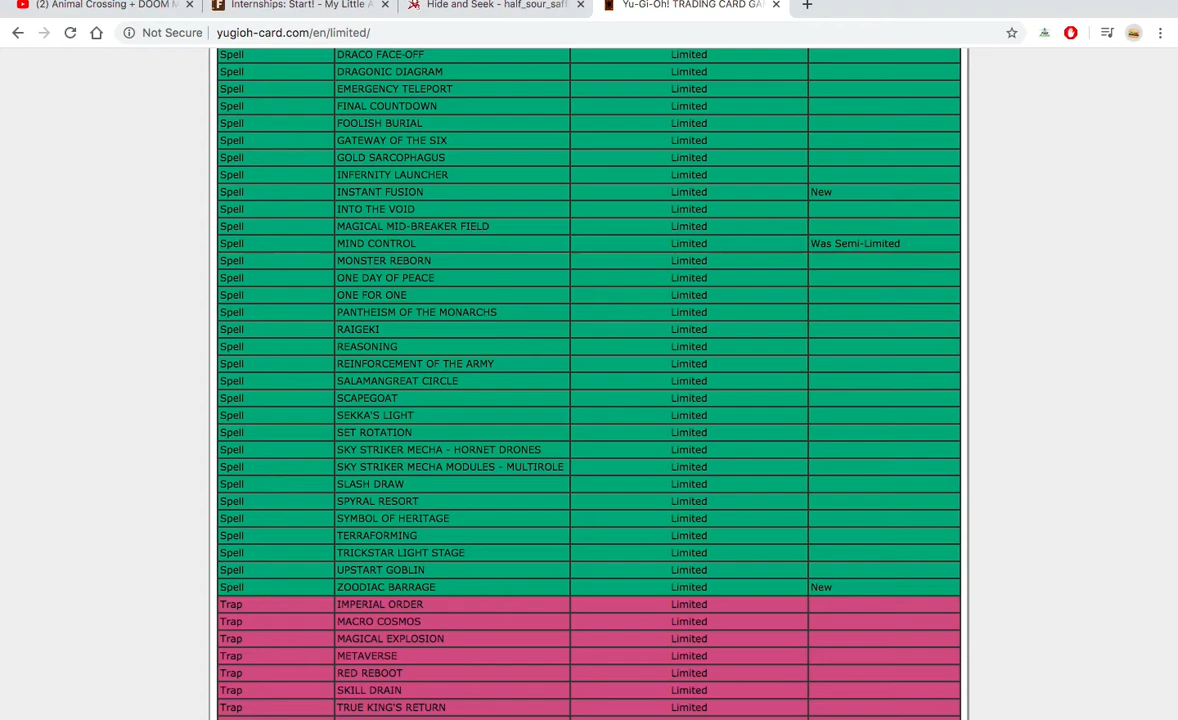 (2) Animal Crossing + DOOM M
Internships: Start! - My Little A
Hide and Seek - half_sour_saff
Yu-Gi-Oh! TRADING CARD GA
Not Secure yugioh-card.com/en/limited/
Spell DRACO FACE-OFF Limited
Spell DRAGONIC DIAGRAM Limited
Spell EMERGENCY TELEPORT Limited
Spell FINAL COUNTDOWN Limited
Spell FOOLISH BURIAL Limited
Spell GATEWAY OF THE SIX Limited
Spell GOLD SARCOPHAGUS Limited
Spell INFERNITY LAUNCHER Limited
Spell INSTANT FUSION Limited New
Spell INTO THE VOID Limited
Spell MAGICAL MID-BREAKER FIELD Limited
Spell MIND CONTROL Limited Was Semi-Limited
Spell MONSTER REBORN Limited
Spell ONE DAY OF PEACE Limited
Spell ONE FOR ONE Limited
Spell PANTHEISM OF THE MONARCHS Limited
Spell RAIGEKI Limited
Spell REASONING Limited
Spell REINFORCEMENT OF THE ARMY Limited
Spell SALAMANGREAT CIRCLE Limited
Spell SCAPEGOAT Limited
Spell SEKKA'S LIGHT Limited
Spell SET ROTATION Limited
Spell SKY STRIKER MECHA - HORNET DRONES Limited
Spell SKY STRIKER MECHA MODULES - MULTIROLE Limited
Spell SLASH DRAW Limited
Spell SPYRAL RESORT Limited
Spell SYMBOL OF HERITAGE Limited
Spell TERRAFORMING Limited
Spell TRICKSTAR LIGHT STAGE Limited
Spell UPSTART GOBLIN Limited
Spell ZOODIAC BARRAGE Limited New
Trap IMPERIAL ORDER Limited
Trap MACRO COSMOS Limited
Trap MAGICAL EXPLOSION Limited
Trap METAVERSE Limited
Trap RED REBOOT Limited
Trap SKILL DRAIN Limited
Trap TRUE KING'S RETURN Limited